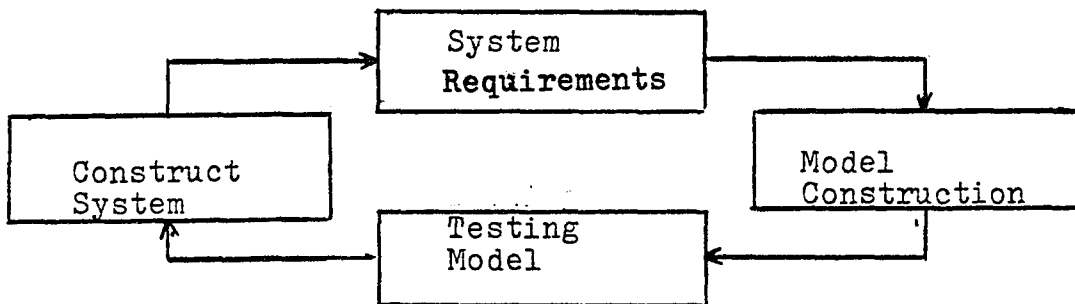 System
Requirements
Construct
System
Model
Construction
Testing
Model